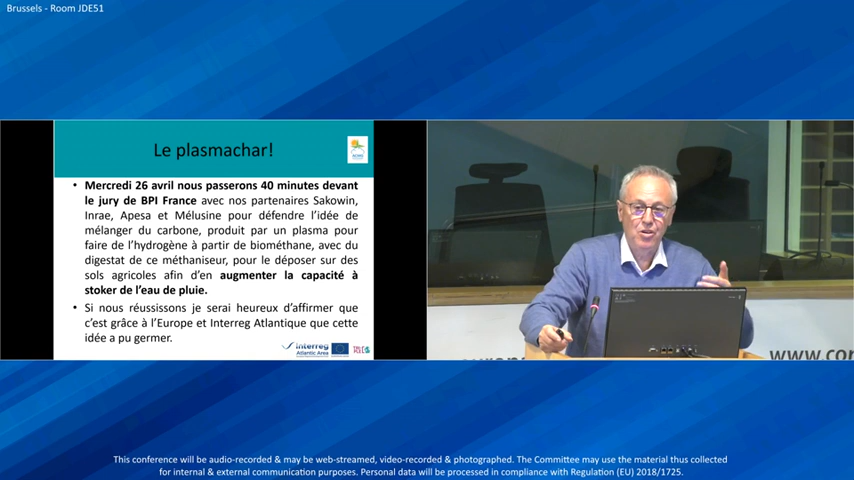 Brussels - Room JDE51
Le plasmachar!
• Mercredi 26 avril nous passerons 40 minutes devant
le jury de BPI France avec nos partenaires Sakowin,
Inrae, Apesa et Mélusine pour défendre l'idée de
mélanger du carbone, produit par un plasma pour
faire de l'hydrogène à partir de biométhane, avec du
digestat de ce méthaniseur, pour le déposer sur des
sols agricoles afin d'en augmenter la capacité à
stoker de l'eau de pluie.
• Si nous réussissons je serai heureux d'affirmer que
c'est grâce à l'Europe et Interreg Atlantique que cette
idée a pu germer.
Interreg
Atlantic Area
www.co
This conference will be audio-recorded & may be web-streamed, video-recorded & photographed. The Committee may use the material thus collected
for internal & external communication purposes. Personal data will be processed in compliance with Regulation (EU) 2018/1725.